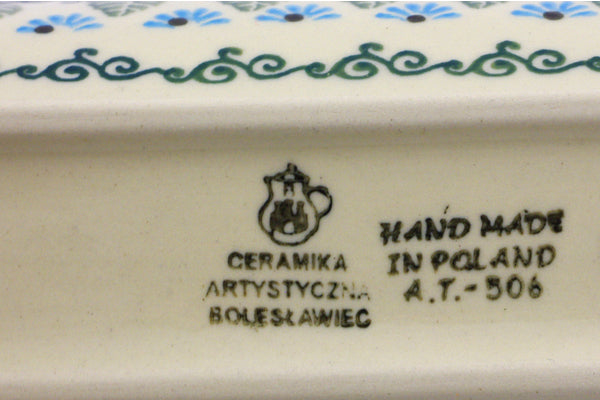 CERAMIKA
ARTYSTYCZNA
BOLESŁAWIEC
HAND MADE
IN POLAND
A.T.-506